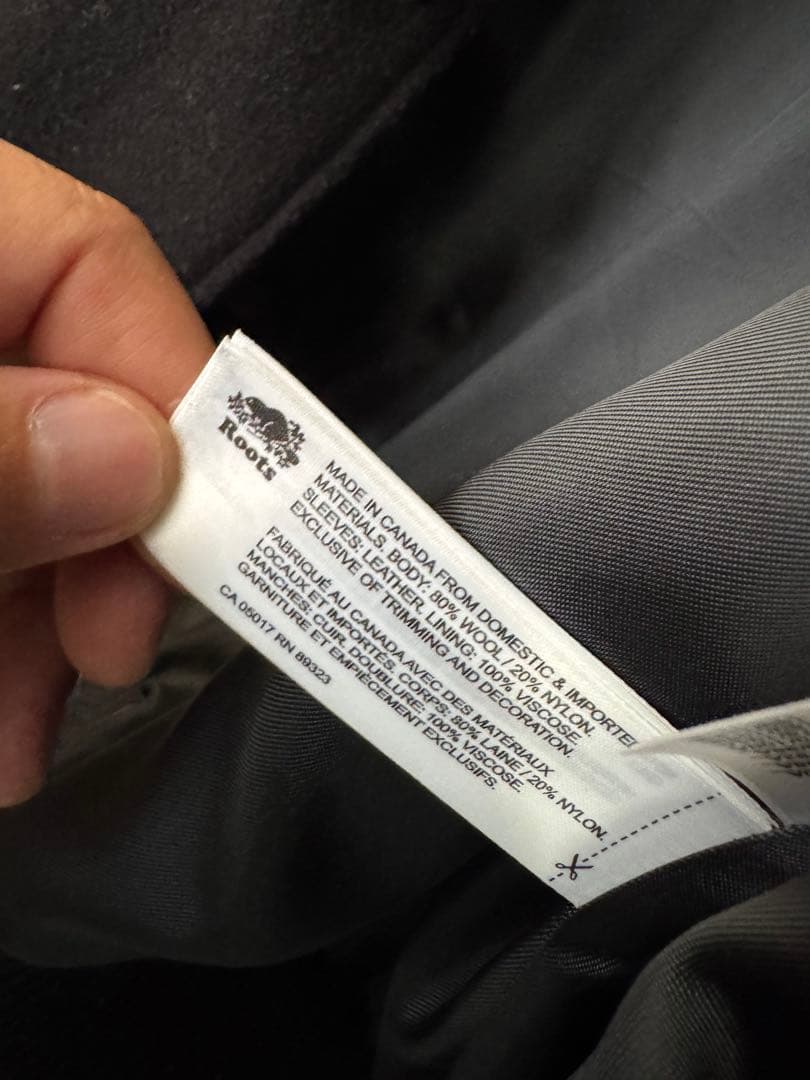 Roots
MADE IN CANADA FROM DOMESTIC & IMPORTED
MATERIALS. BODY: 80% WOOL / 20% NYLON.
SLEEVES: LEATHER. LINING: 100% VISCOSE
EXCLUSIVE OF TRIMMING AND DECORATION.
FABRIQUÉ AU CANADA AVEC DES MATÉRIAUX
LOCAUX ET IMPORTÉS. CORPS: 80% LAINE / 20% NYLON.
MANCHES: CUIR. DOUBLURE: 100% VISCOSE
GARNITURE ET EMPIÈCEMENT EXCLUSIFS.
CA 05017 RN 89323